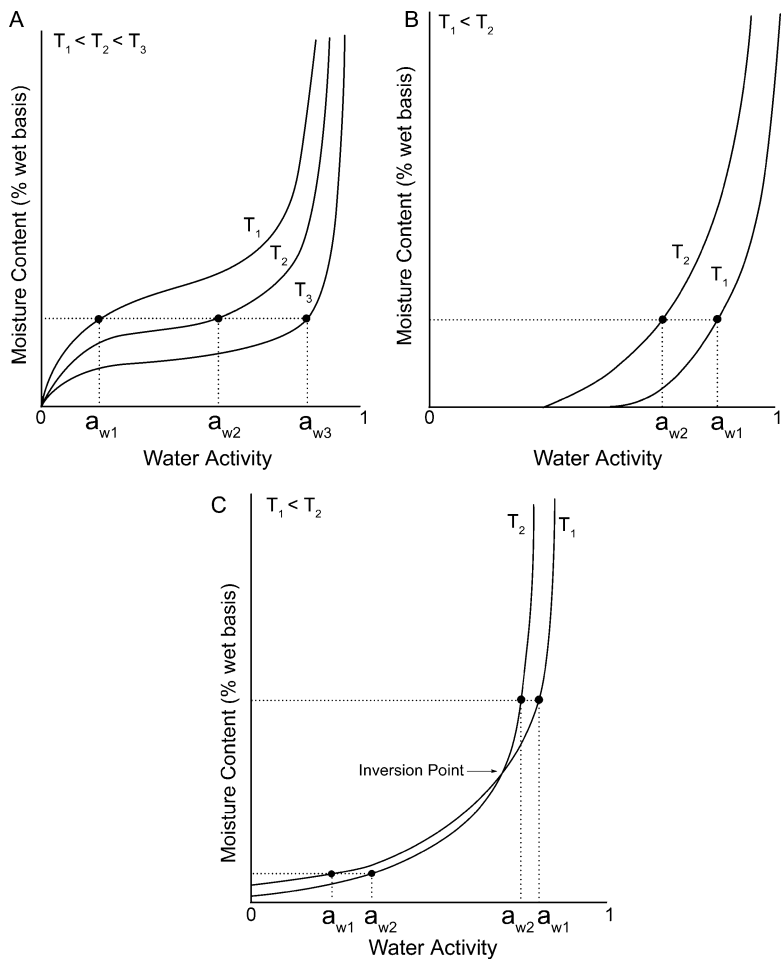 A
T1 < T2 < T3
Moisture Content (% wet basis)
T1
T2
T3
0
aw1
aw2
aw3
1
Water Activity
B
T1 < T2
Moisture Content (% wet basis)
T2
T1
0
aw2
aw1
1
Water Activity
C
T1 < T2
Moisture Content (% wet basis)
T2
T1
Inversion Point
0
aw1
aw2
aw2
aw1
1
Water Activity